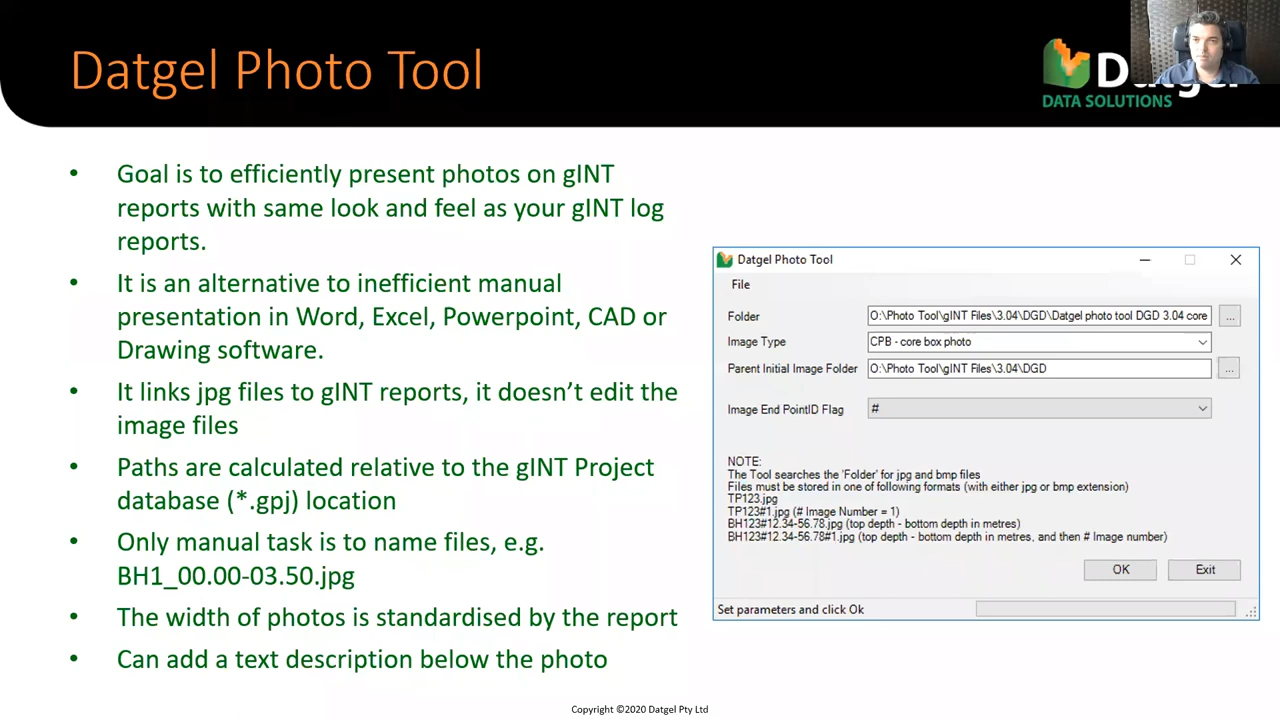 Datgel Photo Tool
DATA SOLUTIONS
• Goal is to efficiently present photos on gINT
reports with same look and feel as your gINT log
reports.
• It is an alternative to inefficient manual
presentation in Word, Excel, Powerpoint, CAD or
Drawing software.
• It links jpg files to gINT reports, it doesn’t edit the
image files
• Paths are calculated relative to the gINT Project
database (*.gpj) location
• Only manual task is to name files, e.g.
BH1_00.00-03.50.jpg
• The width of photos is standardised by the report
• Can add a text description below the photo
Datgel Photo Tool
File
Folder O:\Photo Tool\gINT Files\3.04\DGD\Datgel photo tool DGD 3.04 core ...
Image Type CPB - core box photo
Parent Initial Image Folder O:\Photo Tool\gINT Files\3.04\DGD ...
Image End PointID Flag #
NOTE:
The Tool searches the 'Folder' for jpg and bmp files
Files must be stored in one of following formats (with either jpg or bmp extension)
TP123.jpg
TP123#1.jpg (# Image Number = 1)
BH123#12.34-56.78.jpg (top depth - bottom depth in metres)
BH123#12.34-56.78#1.jpg (top depth - bottom depth in metres, and then # Image number)
OK Exit
Set parameters and click Ok
Copyright ©2020 Datgel Pty Ltd